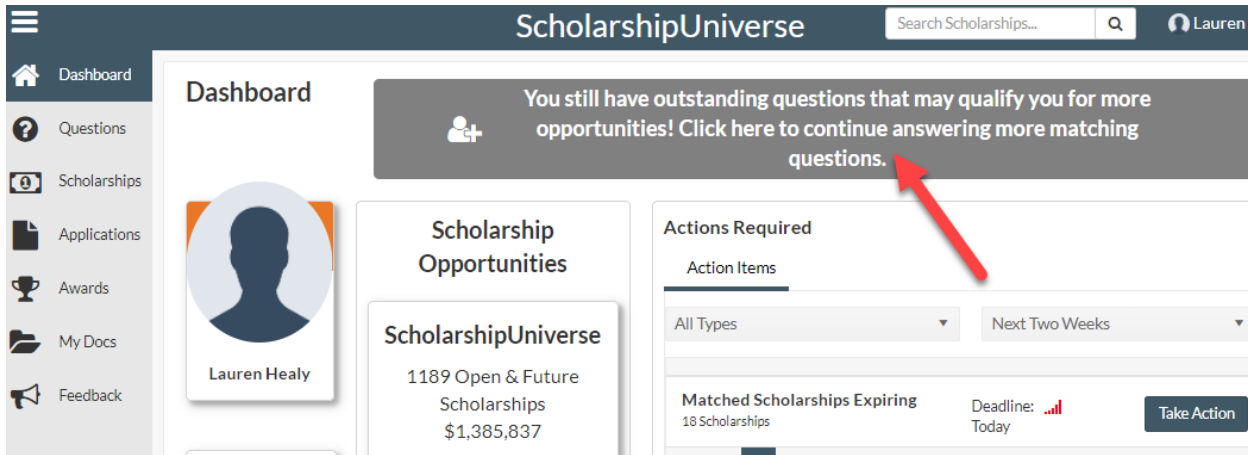 ScholarshipUniverse
Search Scholarships...
Lauren
Dashboard
Questions
Scholarships
Applications
Awards
My Docs
Feedback
Dashboard
You still have outstanding questions that may qualify you for more
opportunities! Click here to continue answering more matching
questions.
Lauren Healy
Scholarship
Opportunities
ScholarshipUniverse
1189 Open & Future
Scholarships
$1,385,837
Actions Required
Action Items
All Types
Next Two Weeks
Matched Scholarships Expiring
18 Scholarships
Deadline:
Today
Take Action